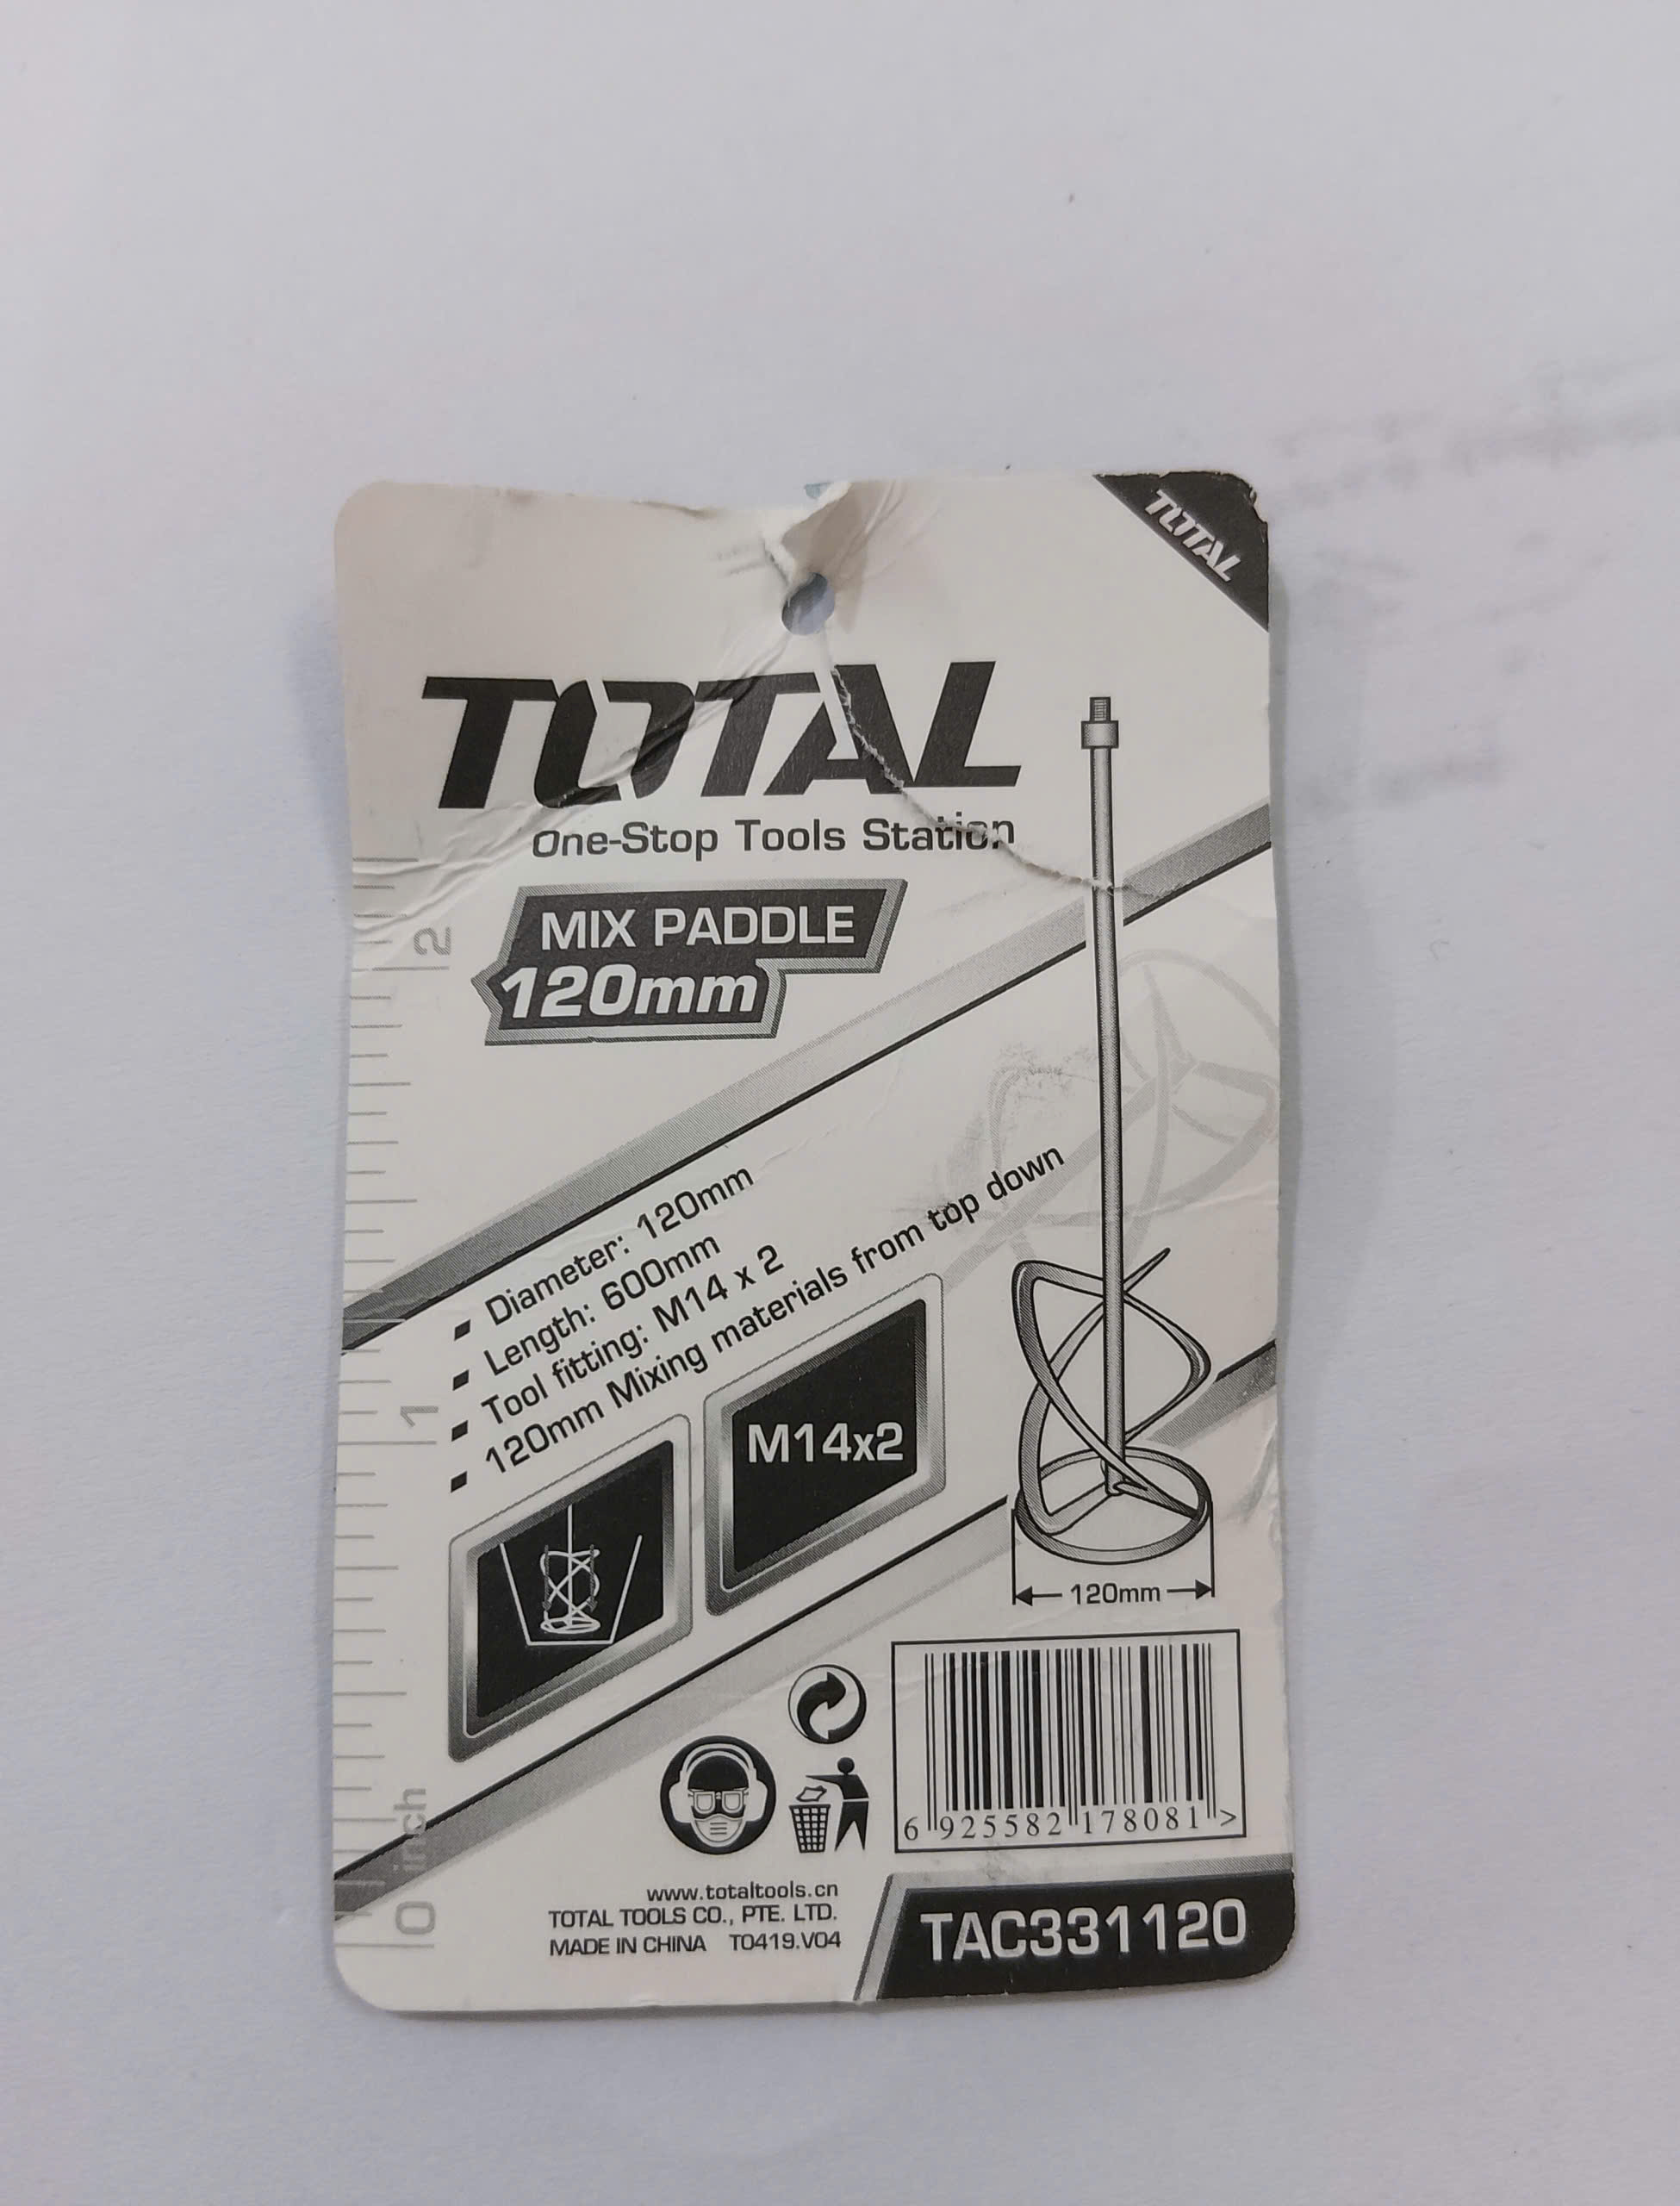 TOTAL
TOTAL
One-Stop Tools Station
MIX PADDLE
120mm
Diameter: 120mm
Length: 600mm
Tool fitting: M14 x 2
120mm Mixing materials from top down
M14x2
120mm
2
1
0 inch
6 925582 178081 >
www.totaltools.cn
TOTAL TOOLS CO., PTE. LTD.
MADE IN CHINA T0419.V04
TAC331120